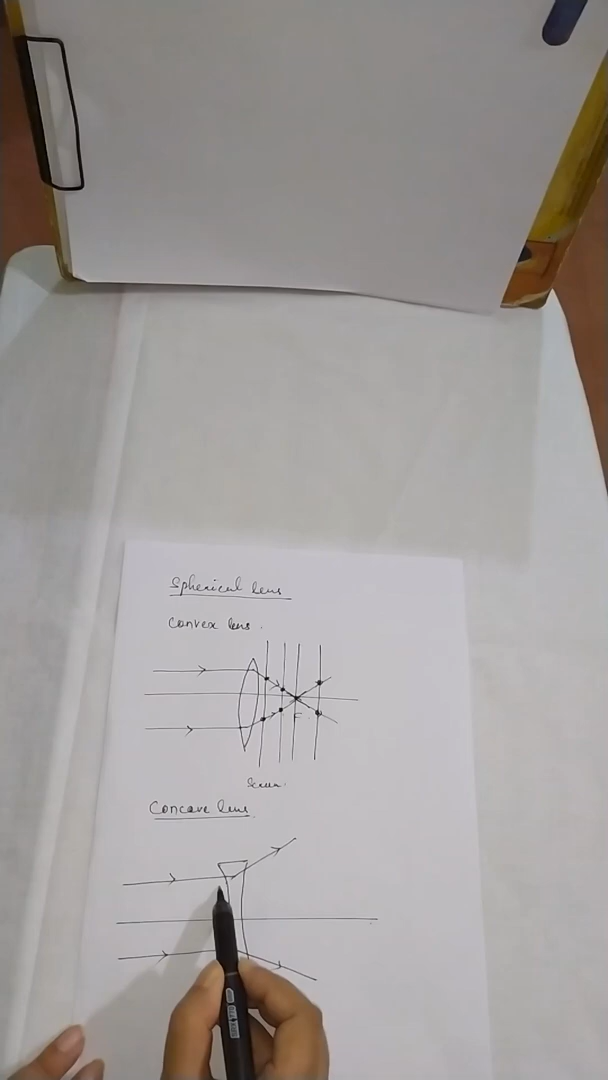 Spherical lens
Convex lens.
F
Screen.
Concave lens.